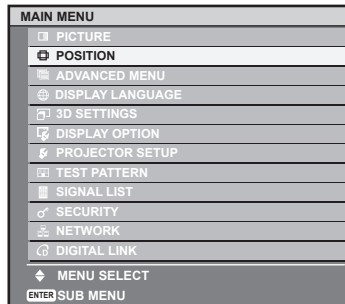 MAIN MENU
PICTURE
POSITION
ADVANCED MENU
DISPLAY LANGUAGE
3D SETTINGS
DISPLAY OPTION
PROJECTOR SETUP
TEST PATTERN
SIGNAL LIST
SECURITY
NETWORK
DIGITAL LINK
MENU SELECT
ENTER SUB MENU